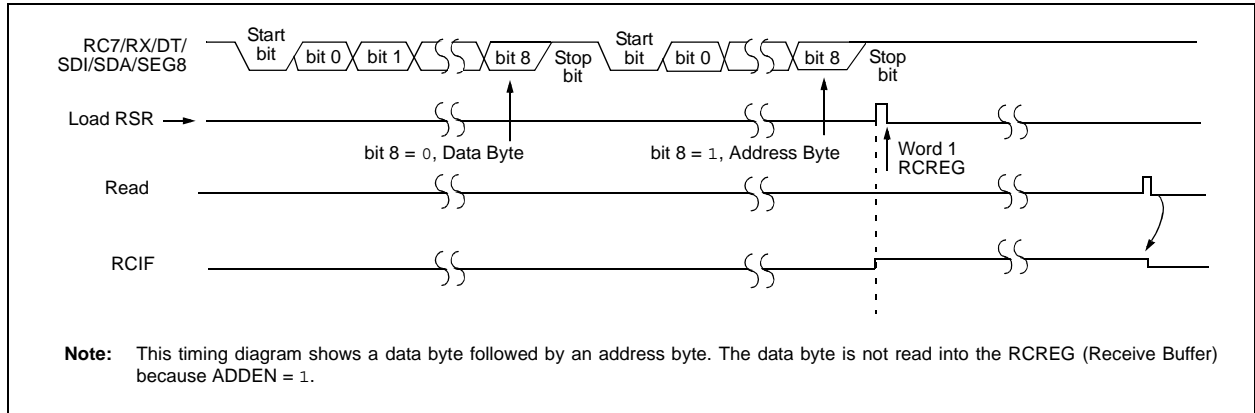 RC7/RX/DT/
SDI/SDA/SEG8
Start
bit
bit 0
bit 1
bit 8
Stop
bit
Start
bit
bit 0
bit 8
Stop
bit
Load RSR
bit 8 = 0, Data Byte
bit 8 = 1, Address Byte
Word 1
RCREG
Read
RCIF
Note: This timing diagram shows a data byte followed by an address byte. The data byte is not read into the RCREG (Receive Buffer)
because ADDEN = 1.